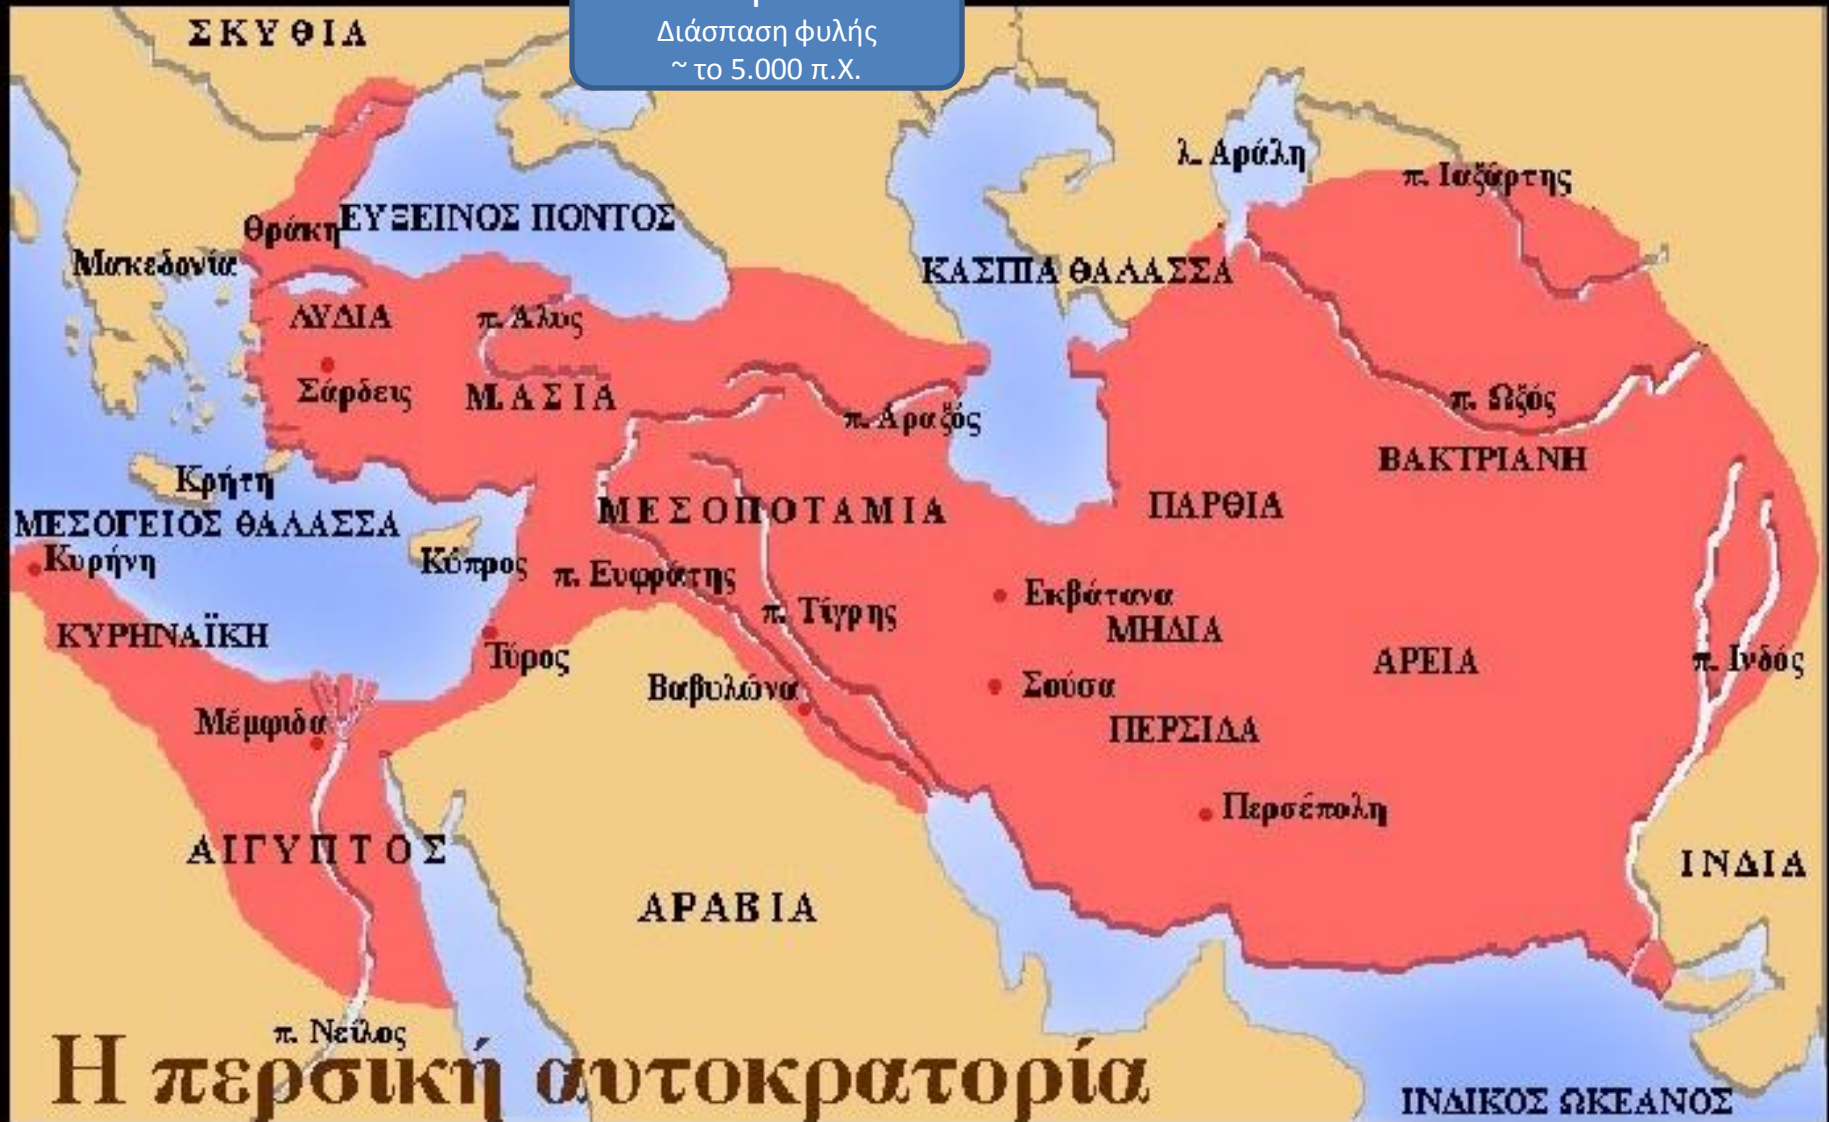 Διάσπαση φυλής
~ το 5.000 π.Χ.
ΣΚΥΘΙΑ
λ. Αράλη
π. Ιαξάρτης
Θράκη
ΕΥΞΕΙΝΟΣ ΠΟΝΤΟΣ
Μακεδονία
ΚΑΣΠΙΑ ΘΑΛΑΣΣΑ
ΛΥΔΙΑ
π. Άλυς
Σάρδεις
Μ. ΑΣΙΑ
π. Αραξός
π. Ωξός
ΒΑΚΤΡΙΑΝΗ
Κρήτη
ΜΕΣΟΠΟΤΑΜΙΑ
ΠΑΡΘΙΑ
ΜΕΣΟΓΕΙΟΣ ΘΑΛΑΣΣΑ
Κυρήνη
Κύπρος
π. Ευφράτης
Εκβάτανα
π. Τίγρης
ΚΥΡΗΝΑΪΚΗ
ΜΗΔΙΑ
Τύρος
ΑΡΕΙΑ
π. Ινδός
Βαβυλώνα
Σούσα
Μέμφιδα
ΠΕΡΣΙΔΑ
Περσέπολη
ΑΙΓΥΠΤΟΣ
ΙΝΔΙΑ
ΑΡΑΒΙΑ
π. Νείλος
Η περσική αυτοκρατορία
ΙΝΔΙΚΟΣ ΩΚΕΑΝΟΣ